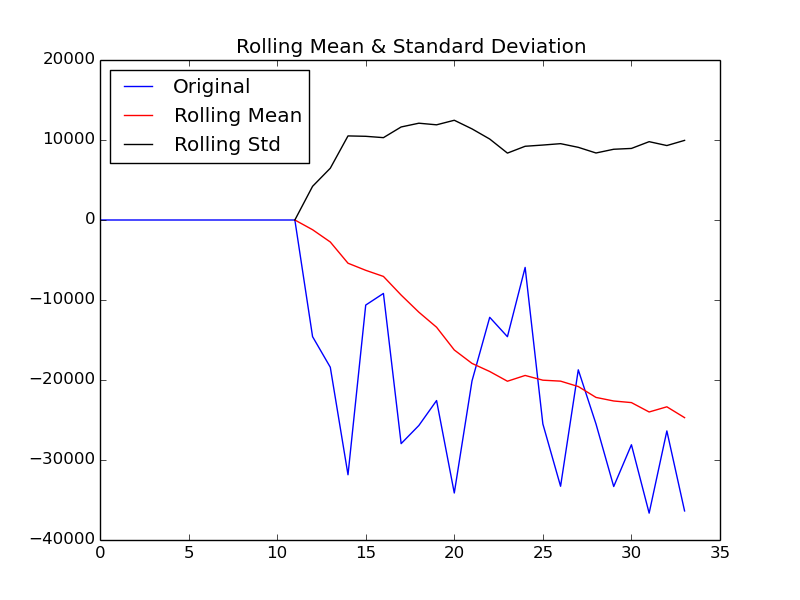 Rolling Mean & Standard Deviation
20000
10000
0
−10000
−20000
−30000
−40000
Original
Rolling Mean
Rolling Std
0 5 10 15 20 25 30 35